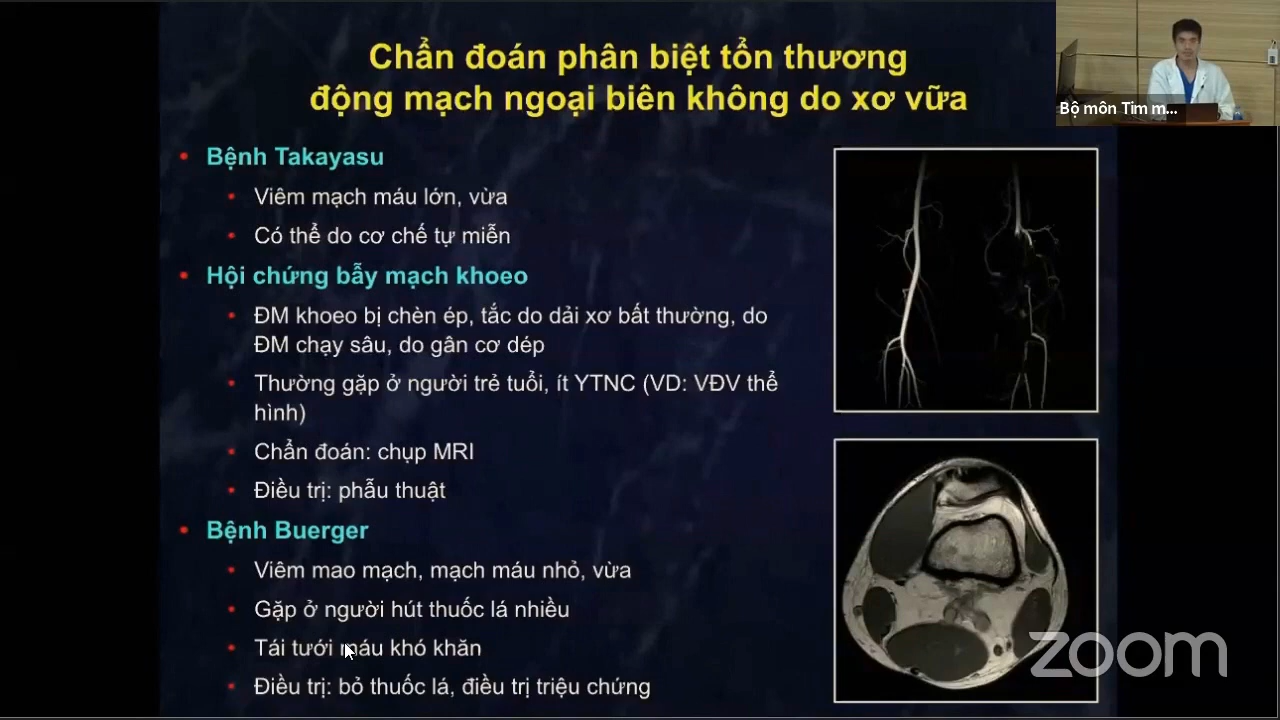 Chẩn đoán phân biệt tổn thương
động mạch ngoại biên không do xơ vữa
Bộ môn Tim m...
• Bệnh Takayasu
• Viêm mạch máu lớn, vừa
• Có thể do cơ chế tự miễn
• Hội chứng bẫy mạch khoeo
• ĐM khoeo bị chèn ép, tắc do dải xơ bất thường, do
ĐM chạy sâu, do gân cơ dép
• Thường gặp ở người trẻ tuổi, ít YTNC (VD: VĐV thể
hình)
• Chẩn đoán: chụp MRI
• Điều trị: phẫu thuật
• Bệnh Buerger
• Viêm mao mạch, mạch máu nhỏ, vừa
• Gặp ở người hút thuốc lá nhiều
• Tái tưới máu khó khăn
• Điều trị: bỏ thuốc lá, điều trị triệu chứng
zoom